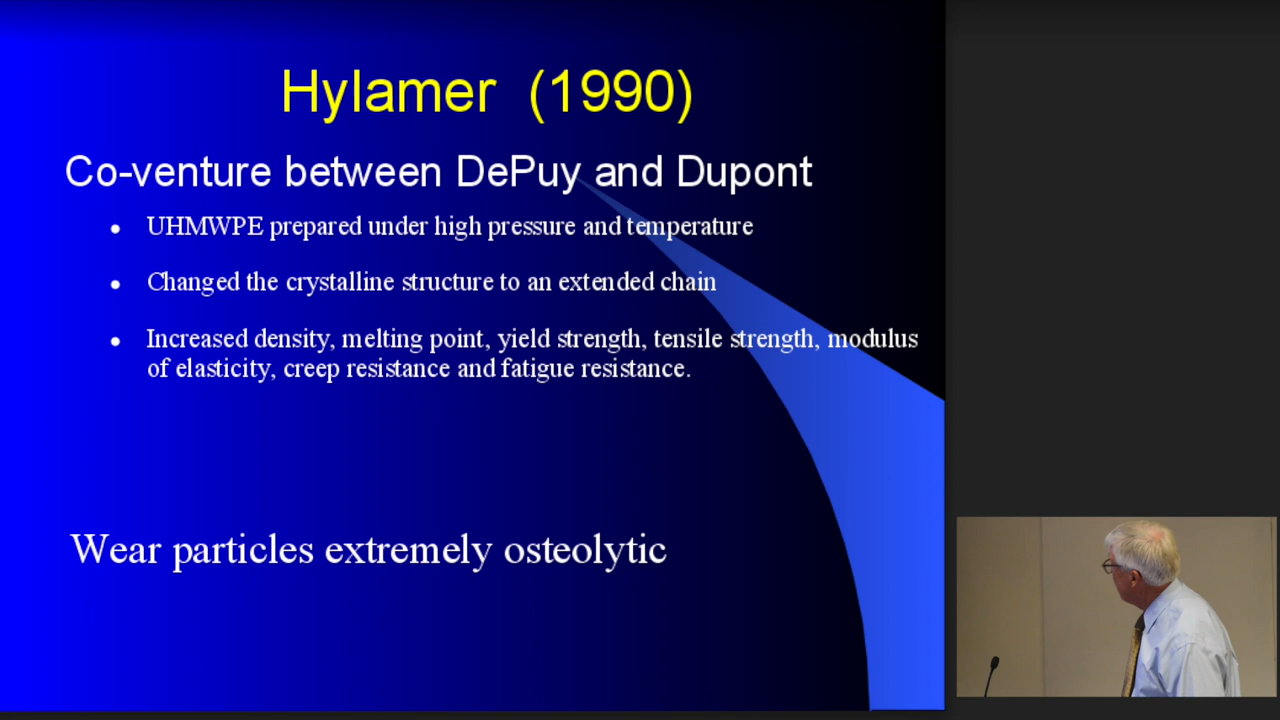 Hylamer (1990)
Co-venture between DePuy and Dupont
UHMWPE prepared under high pressure and temperature
Changed the crystalline structure to an extended chain
Increased density, melting point, yield strength, tensile strength, modulus
of elasticity, creep resistance and fatigue resistance.
Wear particles extremely osteolytic